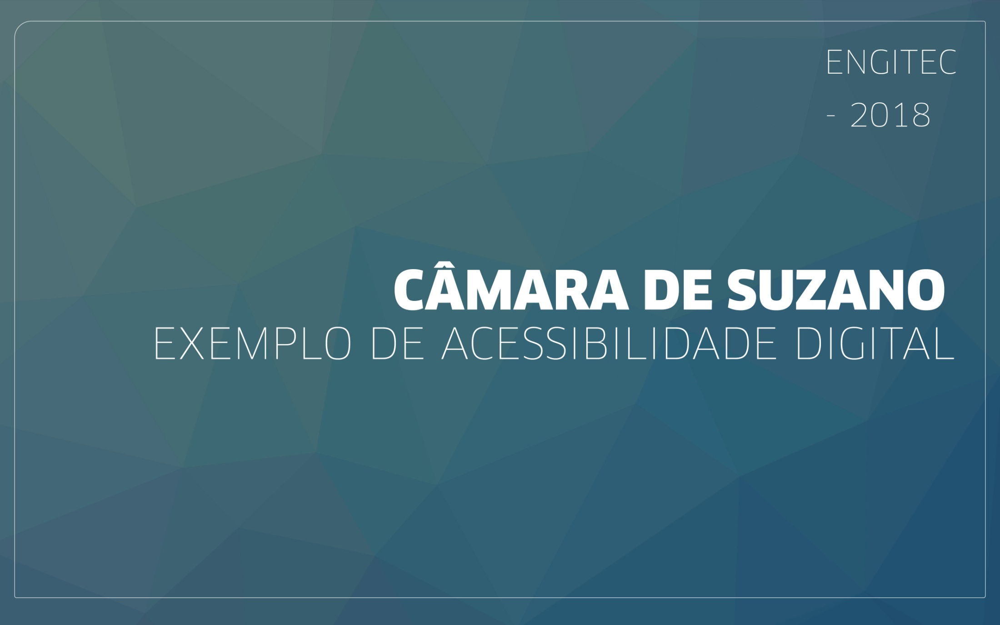 ENGITEC
- 2018
CÂMARA DE SUZANO
EXEMPLO DE ACESSIBILIDADE DIGITAL